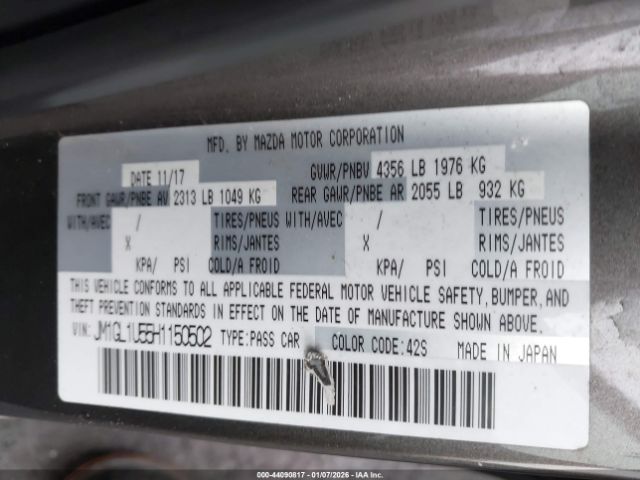 MFD. BY MAZDA MOTOR CORPORATION
DATE 11/17 GVWR/PNBV 4356 LB 1976 KG
FRONT GAWR/PNBE AV 2313 LB 1049 KG REAR GAWR/PNBE AR 2055 LB 932 KG
WITH/AVEC / TIRES/PNEUS WITH/AVEC / TIRES/PNEUS
X RIMS/JANTES X RIMS/JANTES
KPA/ PSI COLD/A FROID KPA/ PSI COLD/A FROID
THIS VEHICLE CONFORMS TO ALL APPLICABLE FEDERAL MOTOR VEHICLE SAFETY, BUMPER, AND
THEFT PREVENTION STANDARDS IN EFFECT ON THE DATE OF MANUFACTURE SHOWN ABOVE.
VIN: JM1GL1U55H1150502 TYPE: PASS CAR COLOR CODE: 42S MADE IN JAPAN
000-44090817 - 01/07/2026 - IAA Holdings, LLC